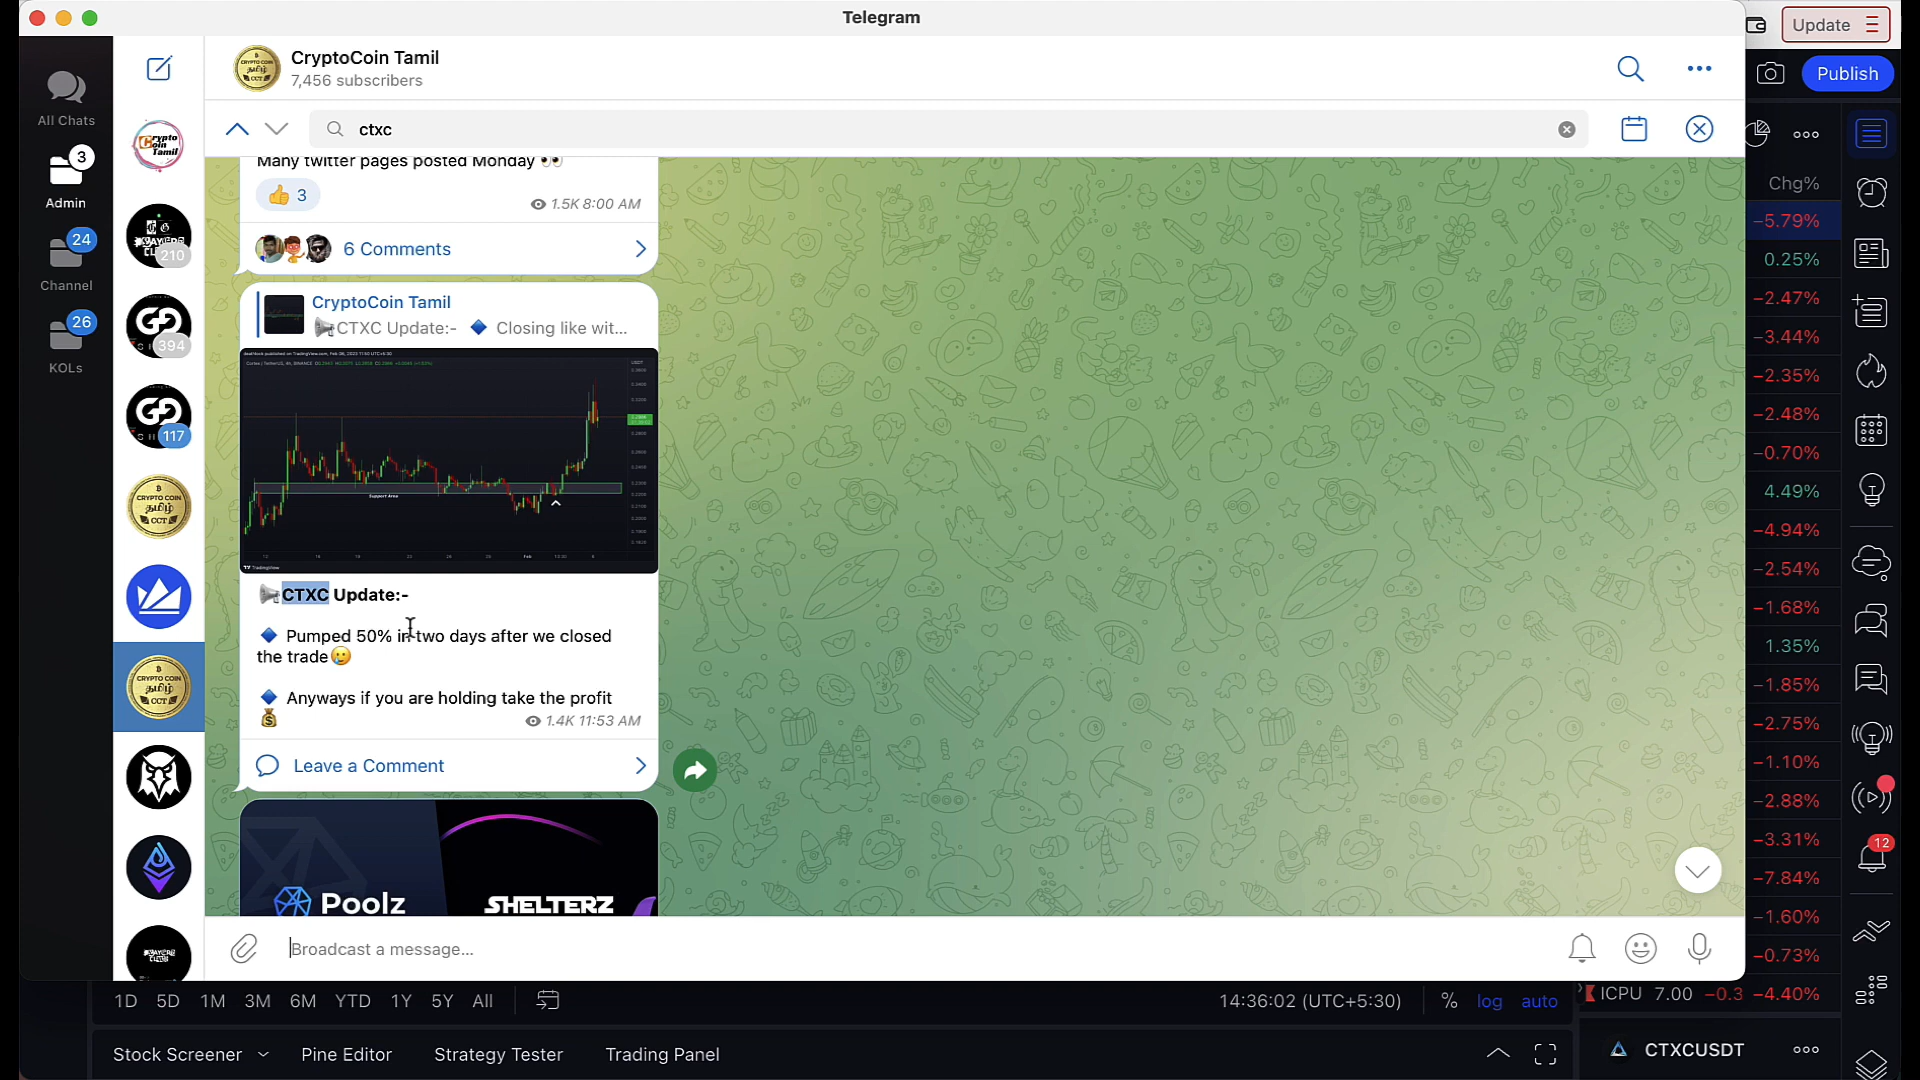 Telegram
Update
All Chats
3
Admin
24
Channel
26
KOLs
210
394
117
CRYPTO COIN
தமிழ்
CCT
CryptoCoin Tamil
7,456 subscribers
Publish
ctxc
Many twitter pages posted Monday 👀
👍 3
1.5K 8:00 AM
6 Comments
CryptoCoin Tamil
📢CTXC Update:- 🔹 Closing like wit...
Support Area
TradingView
📢CTXC Update:-
🔹 Pumped 50% in two days after we closed
the trade🥲
🔹 Anyways if you are holding take the profit
💰
1.4K 11:53 AM
Leave a Comment
Poolz
SHELTERZ
Broadcast a message...
Chg%
−5.79%
0.25%
−2.47%
−3.44%
−2.35%
−2.48%
−0.70%
4.49%
−4.94%
−2.54%
−1.68%
1.35%
−1.85%
−2.75%
−1.10%
−2.88%
−3.31%
−7.84%
−1.60%
−0.73%
ICPU 7.00 −0.3 −4.40%
12
1D 5D 1M 3M 6M YTD 1Y 5Y All
14:36:02 (UTC+5:30) % log auto
Stock Screener Pine Editor Strategy Tester Trading Panel
CTXCUSDT